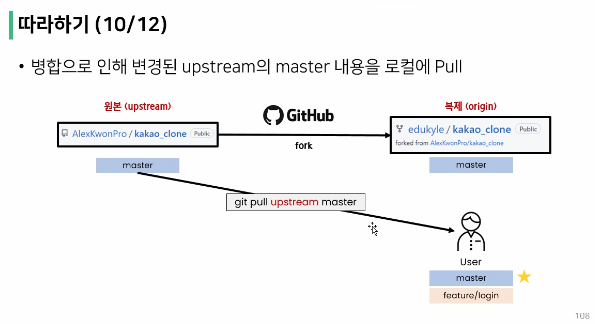 따라하기 (10/12)
• 병합으로 인해 변경된 upstream의 master 내용을 로컬에 Pull
원본 (upstream)
복제 (origin)
AlexKwonPro / kakao_clone Public
GitHub
fork
edukyle / kakao_clone Public
forked from AlexKwonPro/kakao_clone
master
master
git pull upstream master
User
master
feature/login
108